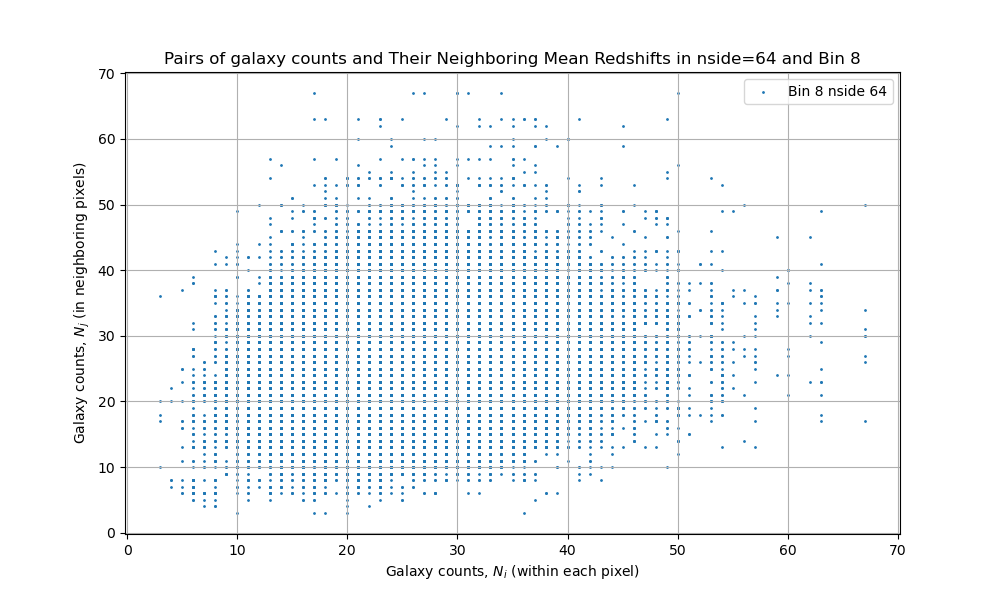 Pairs of galaxy counts and Their Neighboring Mean Redshifts in nside=64 and Bin 8
Bin 8 nside 64
Galaxy counts, N_j (in neighboring pixels)
70
60
50
40
30
20
10
0
0 10 20 30 40 50 60 70
Galaxy counts, N_i (within each pixel)